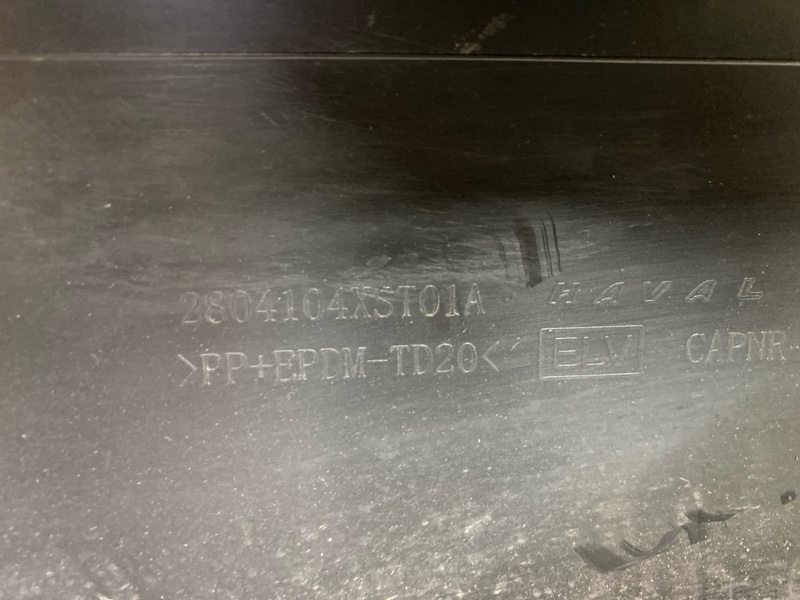 2804104XST01A HAVAL
>PP+EPDM-TD20< ELV CAPNR-